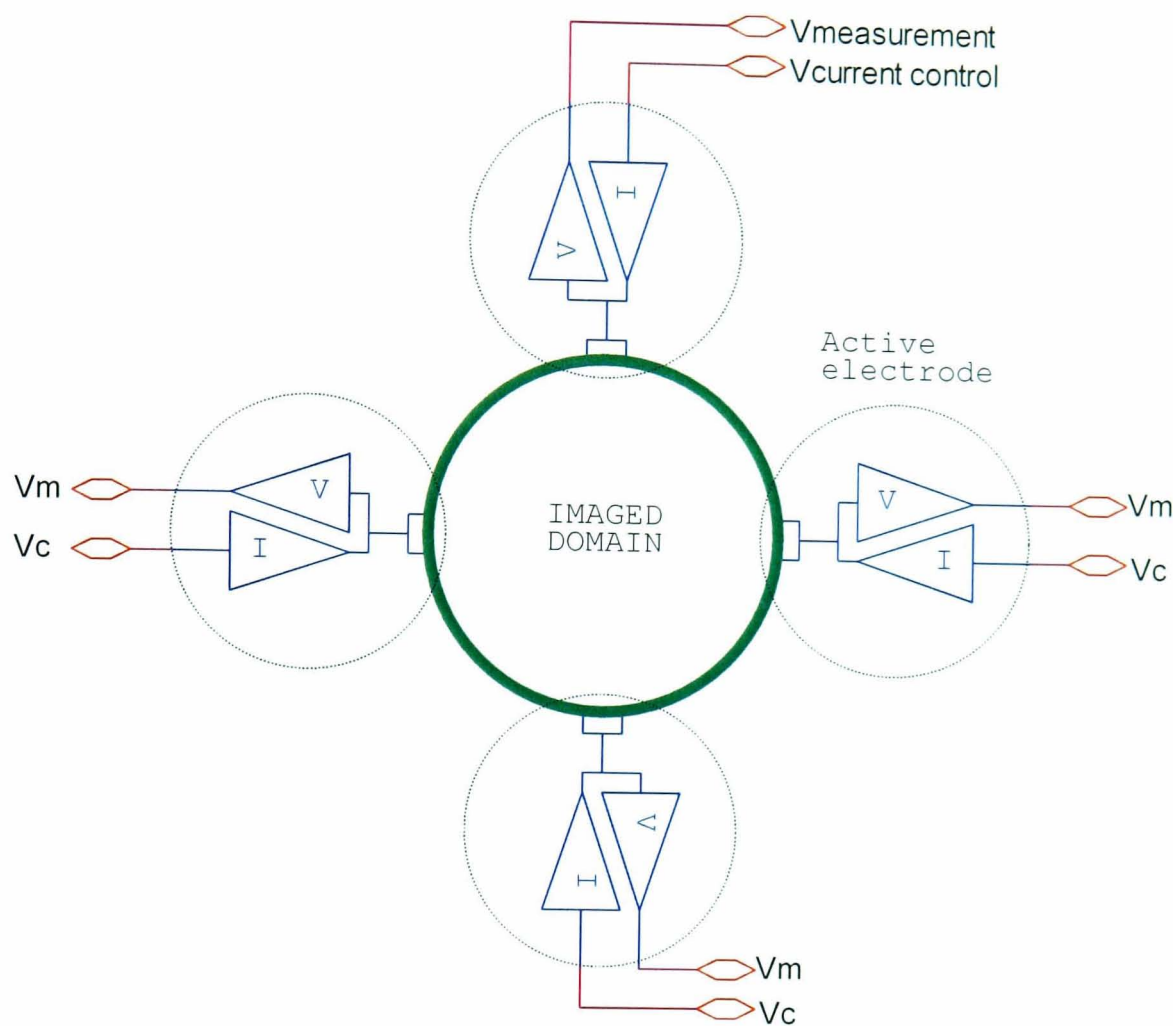 Vmeasurement
Vcurrent control
I
V
Active
electrode
Vm
V
V
Vm
IMAGED
DOMAIN
Vc
I
I
Vc
V
I
Vm
Vc